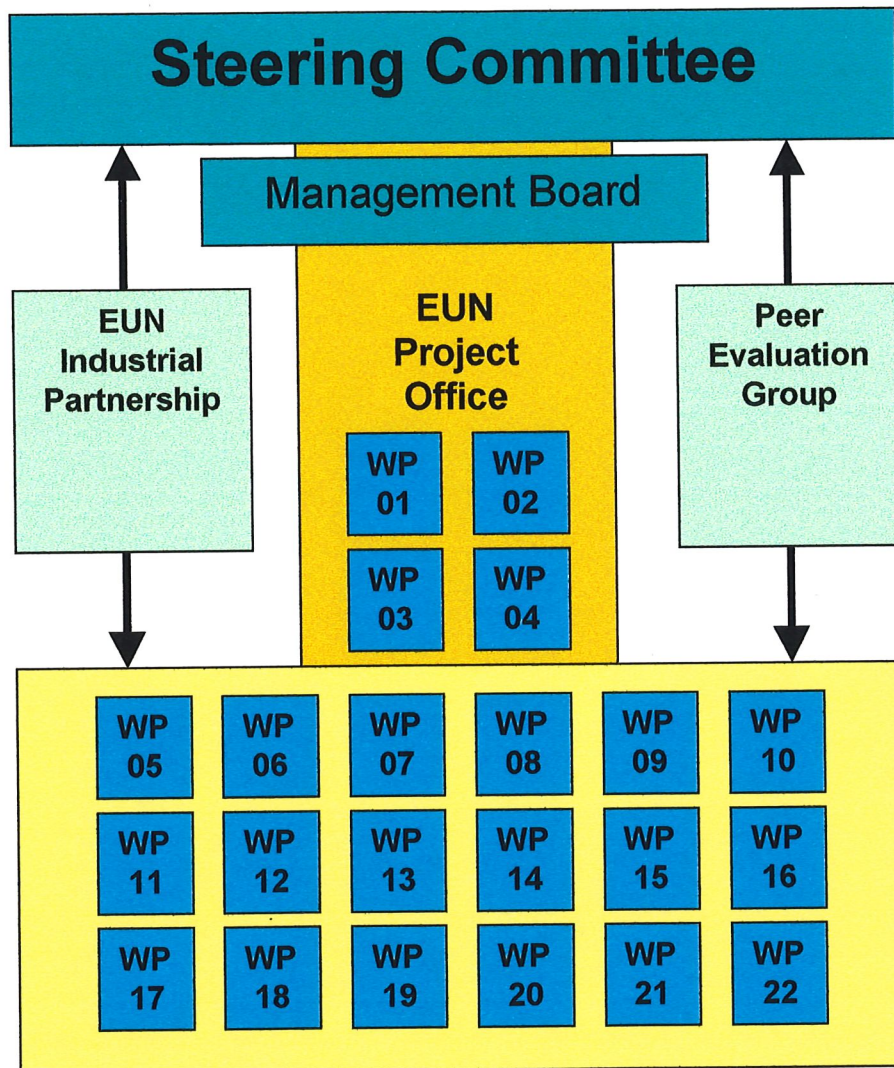 Steering Committee
Management Board
EUN
Industrial
Partnership
EUN
Project
Office
Peer
Evaluation
Group
WP
01
WP
02
WP
03
WP
04
WP
05
WP
06
WP
07
WP
08
WP
09
WP
10
WP
11
WP
12
WP
13
WP
14
WP
15
WP
16
WP
17
WP
18
WP
19
WP
20
WP
21
WP
22